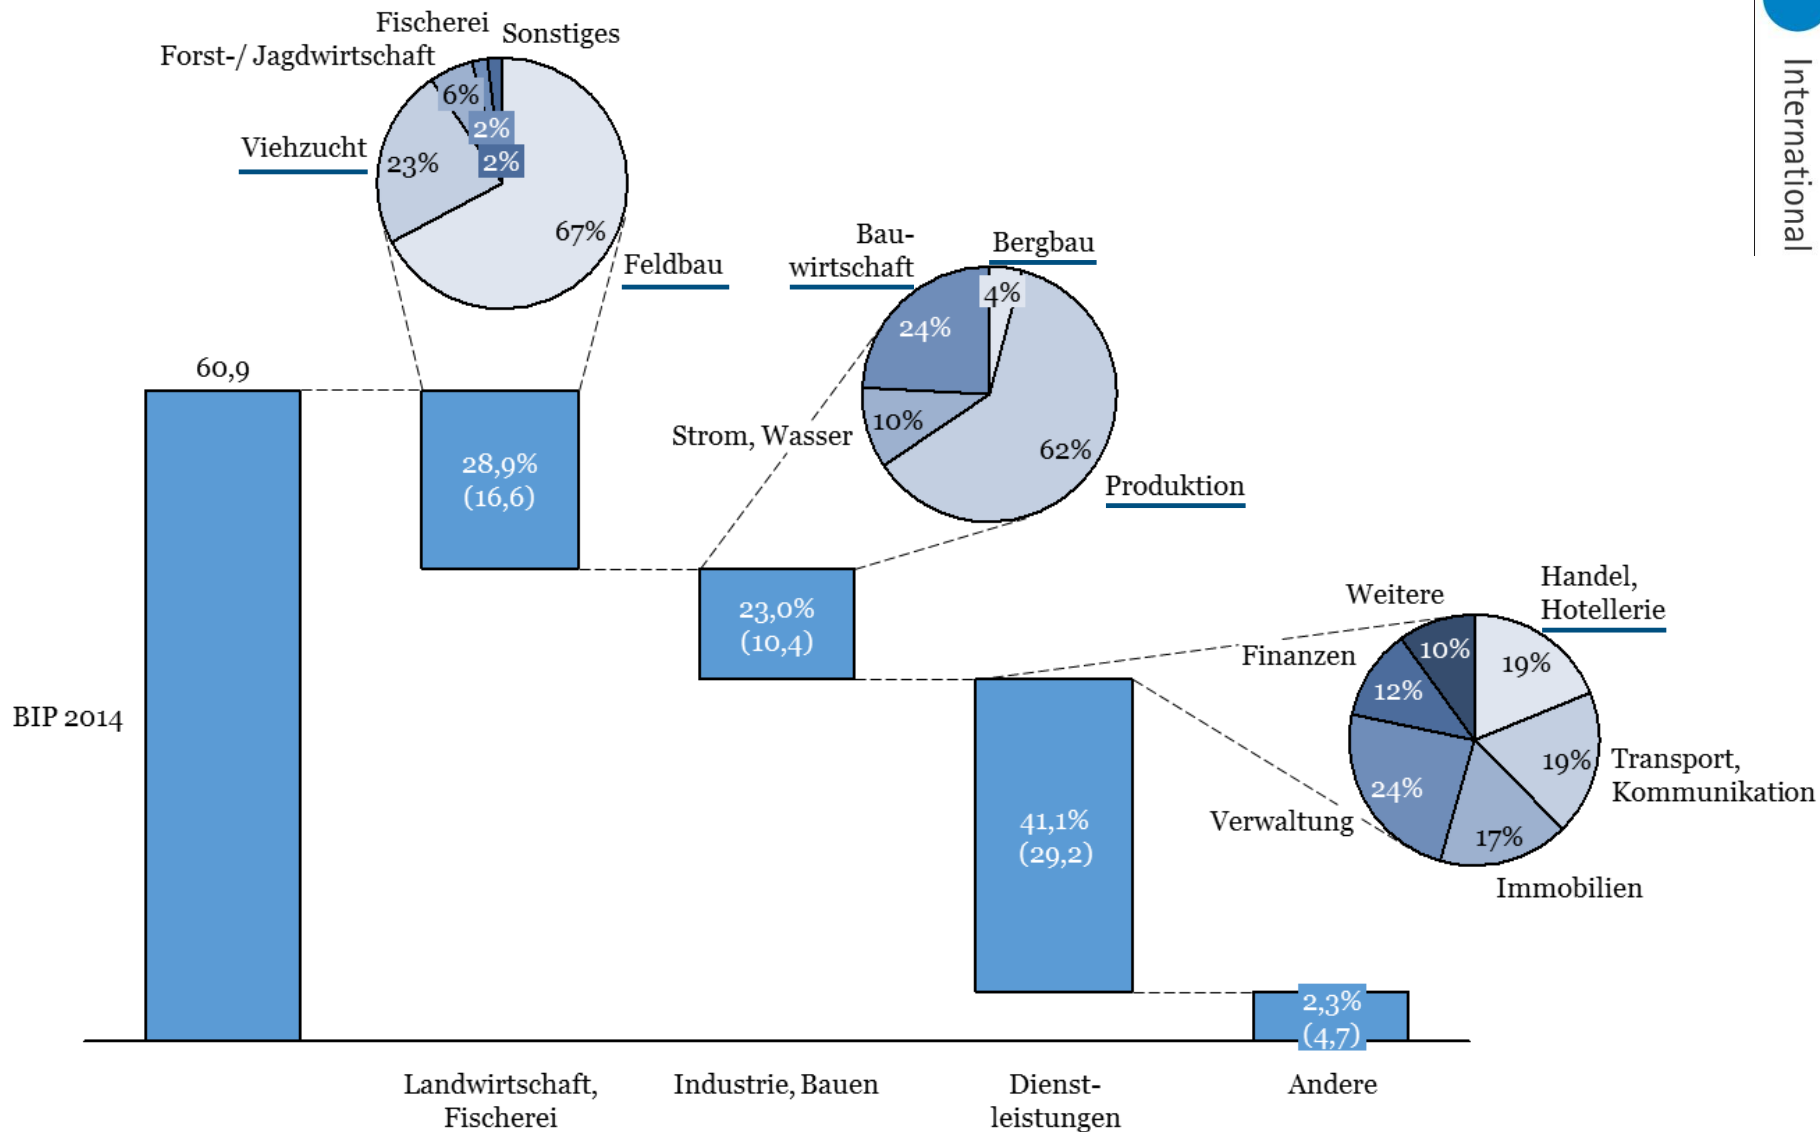 International
Fischerei
Sonstiges
Forst-/ Jagdwirtschaft
6%
2%
2%
Viehzucht
23%
67%
Feldbau
Bau-
wirtschaft
Bergbau
4%
24%
10%
Strom, Wasser
62%
Produktion
60,9
28,9%
(16,6)
23,0%
(10,4)
Weitere
Handel,
Hotellerie
Finanzen
10%
19%
12%
19%
Transport,
Kommunikation
24%
17%
Verwaltung
Immobilien
BIP 2014
41,1%
(29,2)
2,3%
(4,7)
Landwirtschaft,
Fischerei
Industrie, Bauen
Dienst-
leistungen
Andere